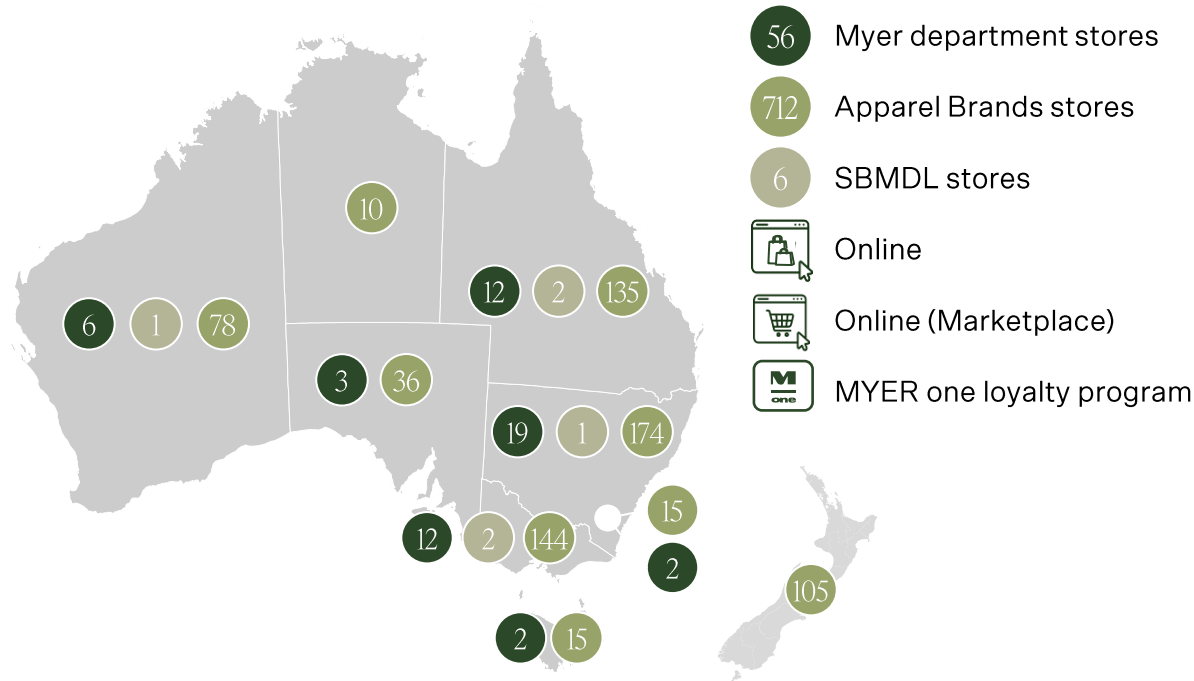 56 Myer department stores
712 Apparel Brands stores
6 SBMDL stores
Online
Online (Marketplace)
M one MYER one loyalty program
10
12 2 135
6 1 78
3 36
19 1 174
15
12 2 144
2
105
2 15